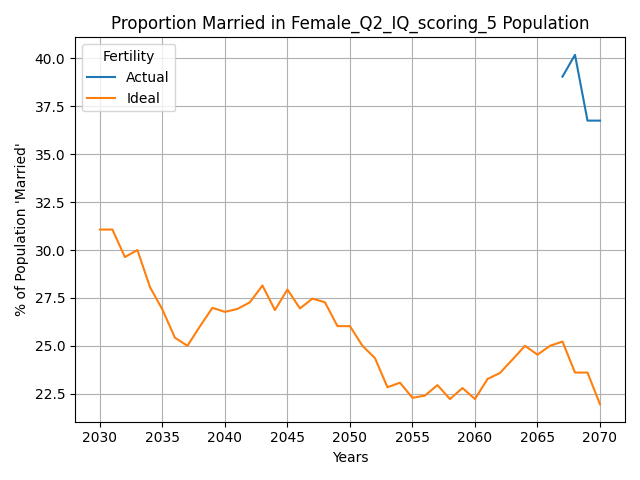 Proportion Married in Female_Q2_IQ_scoring_5 Population
Fertility
Actual
Ideal
% of Population 'Married'
40.0
37.5
35.0
32.5
30.0
27.5
25.0
22.5
2030 2035 2040 2045 2050 2055 2060 2065 2070
Years